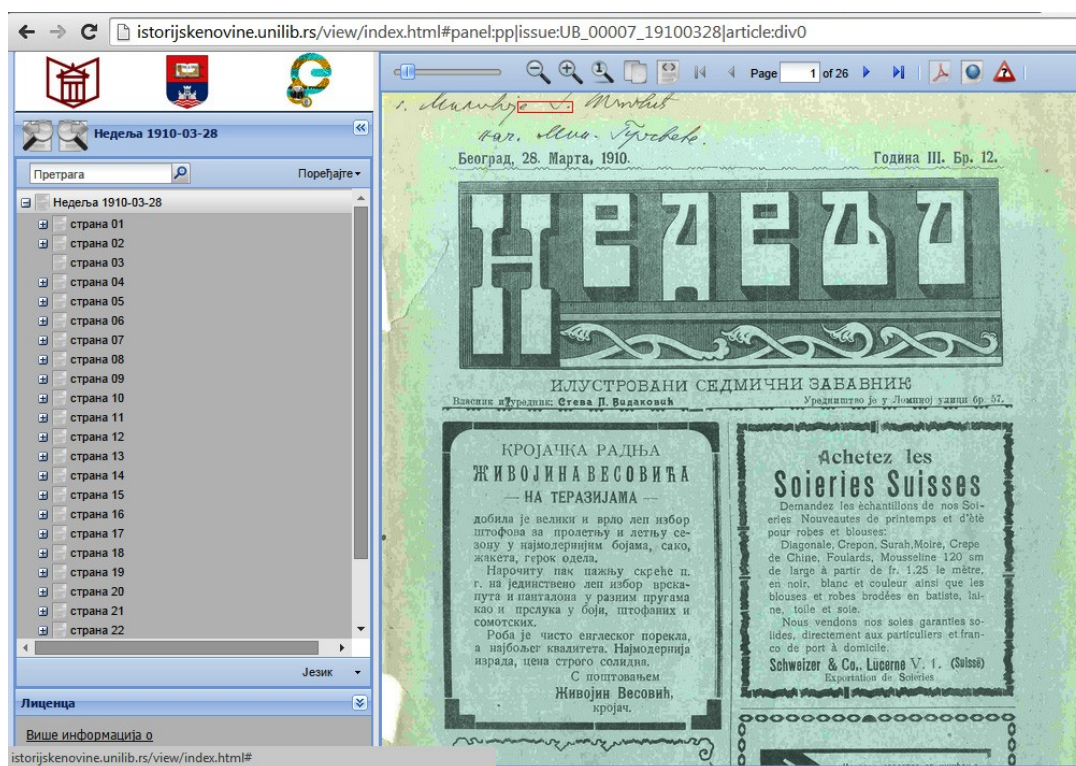 istorijskenovine.unilib.rs/view/index.html#panel:pp|issue:UB_00007_19100328|article:div0
Недеља 1910-03-28
Претрага
Поређајте
Недеља 1910-03-28
страна 01
страна 02
страна 03
страна 04
страна 05
страна 06
страна 07
страна 08
страна 09
страна 10
страна 11
страна 12
страна 13
страна 14
страна 15
страна 16
страна 17
страна 18
страна 19
страна 20
страна 21
страна 22
Језик
Лиценца
Више информација о
istorijskenovine.unilib.rs/view/index.html#
Page 1 of 26
Београд, 28. Марта, 1910.
Година III. Бр. 12.
Недеља
ИЛУСТРОВАНИ СЕДМИЧНИ ЗАБАВНИК
Власник и уредник: Стева П. Видаковић
Уредништво је у Ломиној улици бр. 57.
КРОЈАЧКА РАДЊА
ЖИВОЈИНА ВЕСОВИЋА
— НА ТЕРАЗИЈАМА —
добила је велики и врло леп избор
штофова за пролетњу и летњу се-
зону у најмодернијим бојама, сако,
жакета, герок одела.
Нарочиту пак пажњу скреће п.
г. на јединствено леп избор врска-
пута и панталона у разним пругама
као и прслука у боји, штофаних и
сомотских.
Роба је чисто енглеског порекла,
а најбољег квалитета. Најмодернија
израда, цена строго солидна.
С поштовањем
Живојин Весовић,
кројач.
Achetez les
Soieries Suisses
Demandez les échantillons de nos Soi-
eries Nouveautes de printemps et d'été
pour robes et blouses:
Diagonale, Crepon, Surah, Moire, Crepe
de Chine, Foulards, Mousseline 120 sm
de large à partir de fr. 1.25 le mètre,
en noir, blanc et couleur ainsi que les
blouses et robes brodées en batiste, lai-
ne, toile et soie.
Nous vendons nos soies garanties so-
lides, directement aux particuliers et fran-
co de port à domicile.
Schweizer & Co., Lucerne V. 1. (Suisse)
Exportation de Soieries